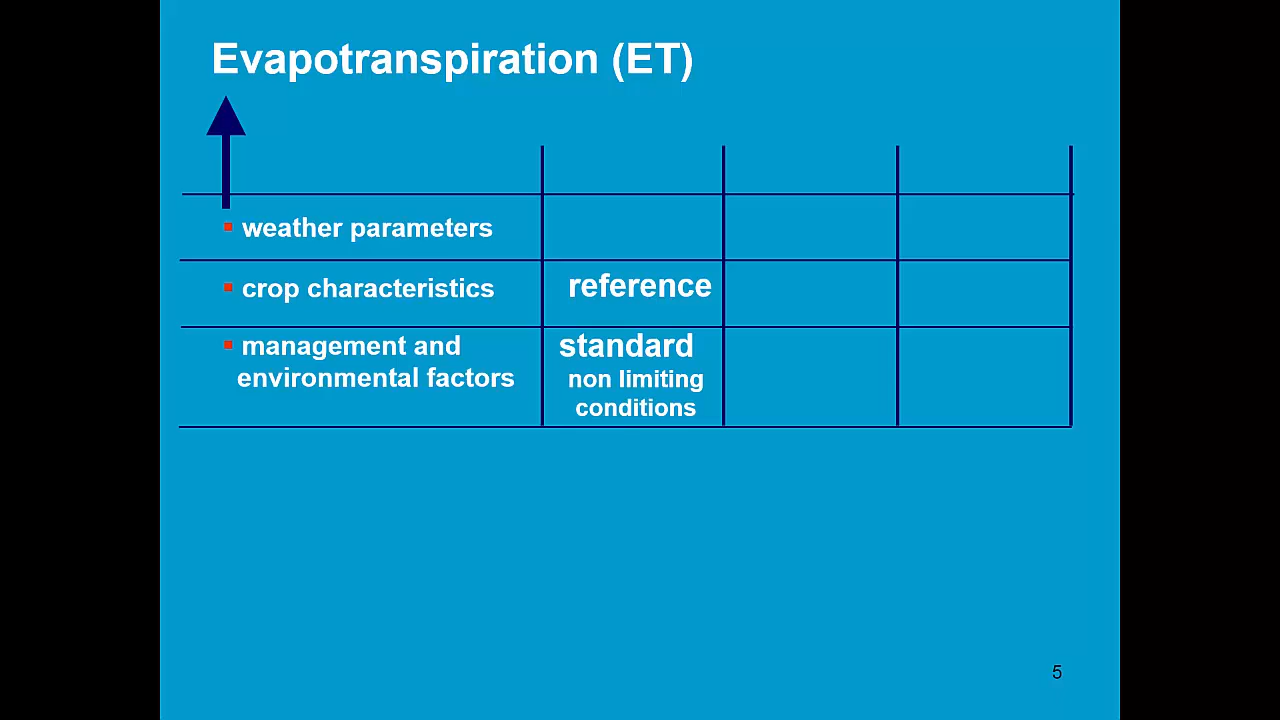 Evapotranspiration (ET)
weather parameters
crop characteristics
reference
management and
environmental factors
standard
non limiting
conditions
5